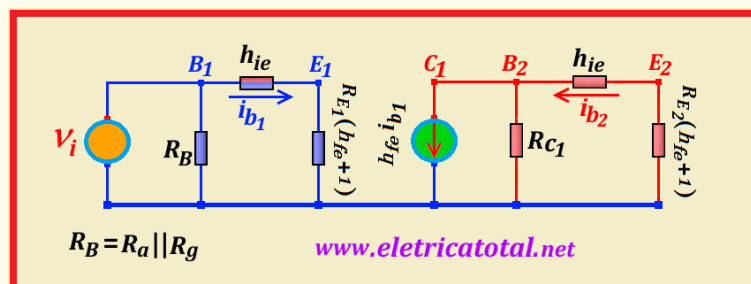 B1
hie
E1
ib1
νi
RB
RE1(hfe+1)
C1
B2
hie
E2
ib2
hfe ib1
Rc1
RE2(hfe+1)
RB=Ra||Rg
www.eletricatotal.net